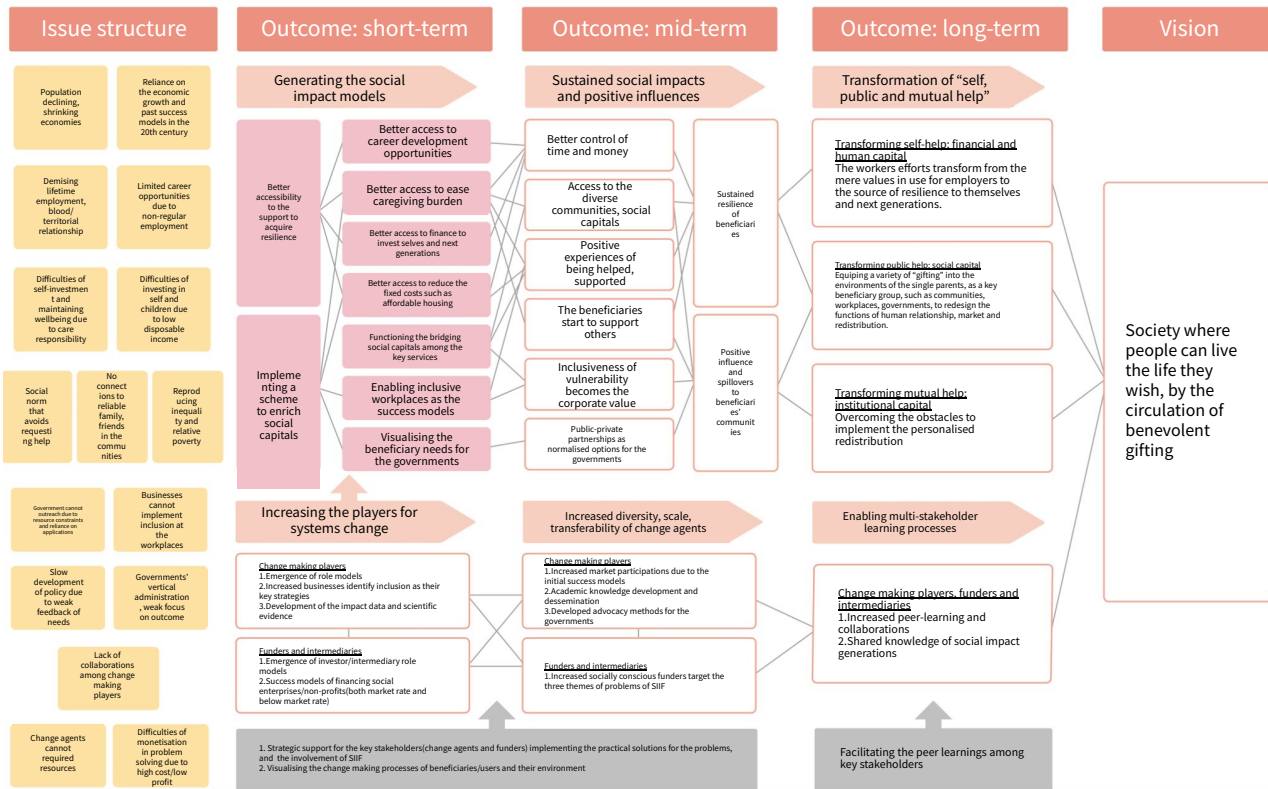 Issue structure
Outcome: short-term
Outcome: mid-term
Outcome: long-term
Vision
Population
declining,
shrinking
economies
Reliance on
the economic
growth and
past success
models in the
20th century
Demising
lifetime
employment,
blood/
territorial
relationship
Limited career
opportunities
due to
non-regular
employment
Difficulties of
self-investmen
t and
maintaining
wellbeing due
to care
responsibility
Difficulties of
investing in
self and
children due
to low
disposable
income
Social
norm
that
avoids
requesti
ng help
No
connect
ions to
reliable
family,
friends
in the
commu
nities
Reprod
ucing
inequali
ty and
relative
poverty
Government cannot
outreach due to
resource constraints
and reliance on
applications
Businesses
cannot
implement
inclusion at
the
workplaces
Slow
development
of policy due
to weak
feedback of
needs
Governments'
vertical
administration
, weak focus
on outcome
Lack of
collaborations
among change
making
players
Change agents
cannot
required
resources
Difficulties of
monetisation
in problem
solving due to
high cost/low
profit
Generating the social
impact models
Better
accessibility
to the
support to
acquire
resilience
Impleme
nting a
scheme
to enrich
social
capitals
Better access to
career development
opportunities
Better access to ease
caregiving burden
Better access to finance to
invest selves and next
generations
Better access to reduce the
fixed costs such as
affordable housing
Functioning the bridging
social capitals among the
key services
Enabling inclusive
workplaces as the
success models
Visualising the
beneficiary needs for
the governments
Sustained social impacts
and positive influences
Better control of
time and money
Access to the
diverse
communities, social
capitals
Positive
experiences of
being helped,
supported
The beneficiaries
start to support
others
Inclusiveness of
vulnerability
becomes the
corporate value
Public-private
partnerships as
normalised options for the
governments
Sustained
resilience
of
beneficiari
es
Positive
influence
and
spillovers
to
beneficiari
es'
communit
ies
Transformation of “self,
public and mutual help”
Transforming self-help: financial and
human capital
The workers efforts transform from the
mere values in use for employers to
the source of resilience to themselves
and next generations.
Transforming public help: social capital
Equiping a variety of “gifting” into the
environments of the single parents, as a key
beneficiary group, such as communities,
workplaces, governments, to redesign the
functions of human relationship, market and
redistribution.
Transforming mutual help:
institutional capital
Overcoming the obstacles to
implement the personalised
redistribution
Society where
people can live
the life they
wish, by the
circulation of
benevolent
gifting
Increasing the players for
systems change
Change making players
1.Emergence of role models
2.Increased businesses identify inclusion as their
key strategies
3.Development of the impact data and scientific
evidence
Funders and intermediaries
1.Emergence of investor/intermediary role
models
2.Success models of financing social
enterprises/non-profits(both market rate and
below market rate)
Increased diversity, scale,
transferability of change agents
Change making players
1.Increased market participations due to the
initial success models
2.Academic knowledge development and
dessemination
3.Developed advocacy methods for the
governments
Funders and intermediaries
1.Increased socially conscious funders target the
three themes of problems of SIIF
Enabling multi-stakeholder
learning processes
Change making players, funders and
intermediaries
1.Increased peer-learning and
collaborations
2.Shared knowledge of social impact
generations
1. Strategic support for the key stakeholders(change agents and funders) implementing the practical solutions for the problems,
and the involvement of SIIF
2. Visualising the change making processes of beneficiaries/users and their environment
Facilitating the peer learnings among
key stakeholders